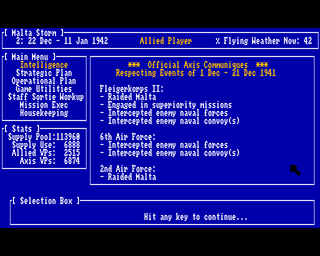 [ Malta Storm ]
2: 22 Dec - 11 Jan 1942 Allied Player % Flying Weather Now: 42
[ Main Menu ]
Intelligence
Strategic Plan
Operational Plan
Game Utilities
Staff Sortie Workup
Mission Exec
Housekeeping
[ Stats ]
Supply Pool:113960
Supply Use: 6888
Allied VPs: 2515
Axis VPs: 6874
*** Official Axis Communiques ***
Respecting Events of 1 Dec - 21 Dec 1941
Fleigerkorps II:
- Raided Malta
- Engaged in superiority missions
- Intercepted enemy naval forces
- Intercepted enemy naval convoy(s)
6th Air Force:
- Intercepted enemy naval forces
- Intercepted enemy naval convoy(s)
2nd Air Force:
- Raided Malta
[ Selection Box ]
Hit any key to continue...